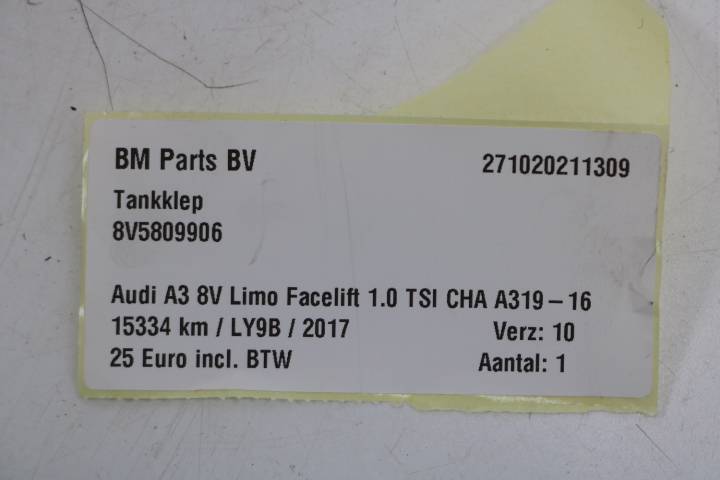 BM Parts BV 271020211309
Tankklep
8V5809906
Audi A3 8V Limo Facelift 1.0 TSI CHA A319-16
15334 km / LY9B / 2017 Verz: 10
25 Euro incl. BTW Aantal: 1